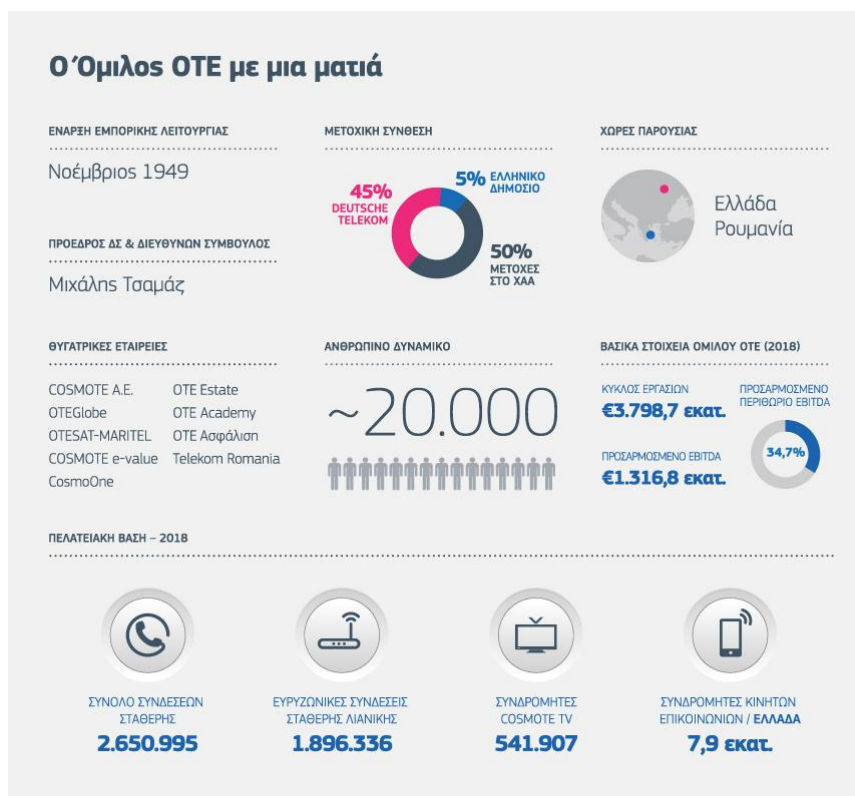 Ο Όμιλος ΟΤΕ με μια ματιά
ΕΝΑΡΞΗ ΕΜΠΟΡΙΚΗΣ ΛΕΙΤΟΥΡΓΙΑΣ
Νοέμβριος 1949
ΠΡΟΕΔΡΟΣ ΔΣ & ΔΙΕΥΘΥΝΩΝ ΣΥΜΒΟΥΛΟΣ
Μιχάλης Τσαμάζ
ΜΕΤΟΧΙΚΗ ΣΥΝΘΕΣΗ
45%
DEUTSCHE
TELEKOM
5% ΕΛΛΗΝΙΚΟ
ΔΗΜΟΣΙΟ
50%
ΜΕΤΟΧΕΣ
ΣΤΟ ΧΑΑ
ΧΩΡΕΣ ΠΑΡΟΥΣΙΑΣ
Ελλάδα
Ρουμανία
ΘΥΓΑΤΡΙΚΕΣ ΕΤΑΙΡΕΙΕΣ
COSMOTE A.E.
OTEGlobe
OTESAT-MARITEL
COSMOTE e-value
CosmoOne
OTE Estate
OTE Academy
ΟΤΕ Ασφάλιση
Telekom Romania
ΑΝΘΡΩΠΙΝΟ ΔΥΝΑΜΙΚΟ
~20.000
ΒΑΣΙΚΑ ΣΤΟΙΧΕΙΑ ΟΜΙΛΟΥ ΟΤΕ (2018)
ΚΥΚΛΟΣ ΕΡΓΑΣΙΩΝ
€3.798,7 εκατ.
ΠΡΟΣΑΡΜΟΣΜΕΝΟ EBITDA
€1.316,8 εκατ.
ΠΡΟΣΑΡΜΟΣΜΕΝΟ
ΠΕΡΙΘΩΡΙΟ EBITDA
34,7%
ΠΕΛΑΤΕΙΑΚΗ ΒΑΣΗ – 2018
ΣΥΝΟΛΟ ΣΥΝΔΕΣΕΩΝ
ΣΤΑΘΕΡΗΣ
2.650.995
ΕΥΡΥΖΩΝΙΚΕΣ ΣΥΝΔΕΣΕΙΣ
ΣΤΑΘΕΡΗΣ ΛΙΑΝΙΚΗΣ
1.896.336
ΣΥΝΔΡΟΜΗΤΕΣ
COSMOTE TV
541.907
ΣΥΝΔΡΟΜΗΤΕΣ ΚΙΝΗΤΩΝ
ΕΠΙΚΟΙΝΩΝΙΩΝ / ΕΛΛΑΔΑ
7,9 εκατ.